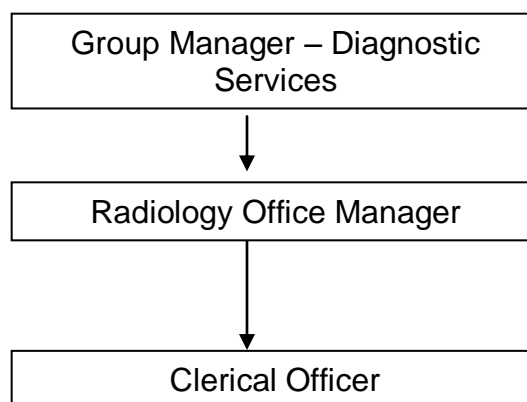 Group Manager – Diagnostic
Services
Radiology Office Manager
Clerical Officer